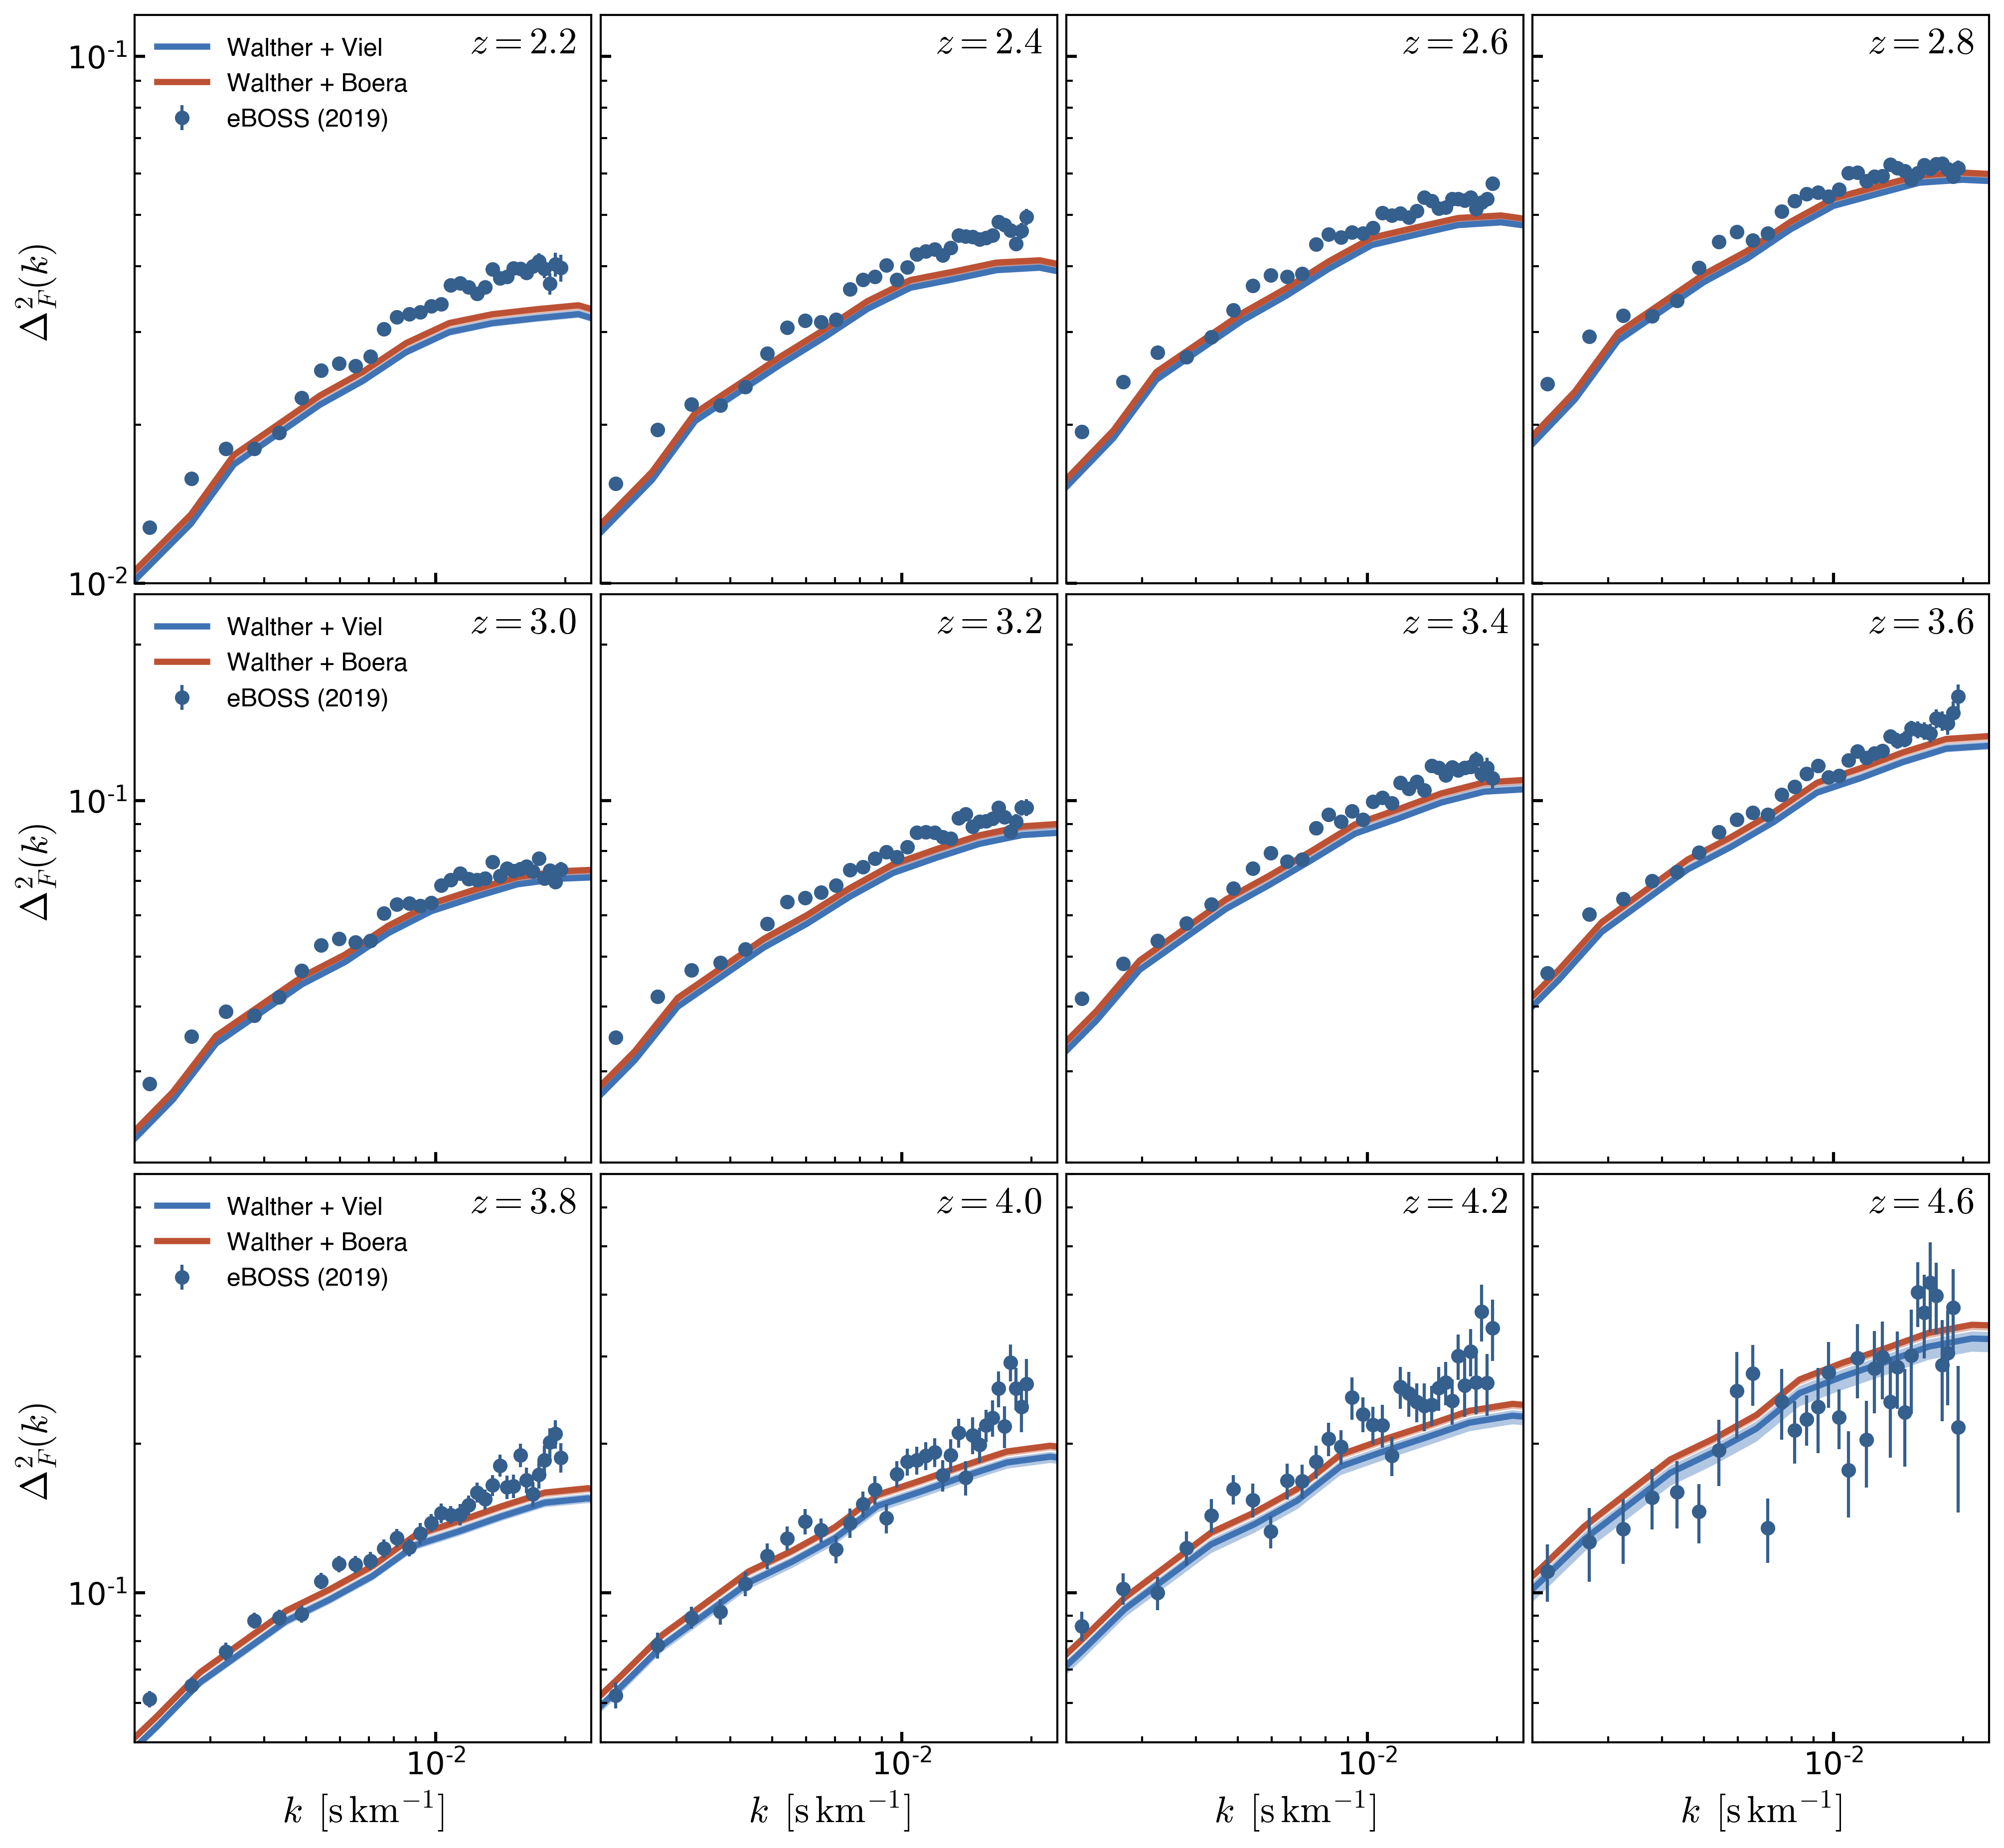 Walther + Viel
Walther + Boera
eBOSS (2019)
z = 2.2
z = 2.4
z = 2.6
z = 2.8
10^-1
10^-2
Δ²_F(k)
Walther + Viel
Walther + Boera
eBOSS (2019)
z = 3.0
z = 3.2
z = 3.4
z = 3.6
10^-1
Δ²_F(k)
Walther + Viel
Walther + Boera
eBOSS (2019)
z = 3.8
z = 4.0
z = 4.2
z = 4.6
10^-1
Δ²_F(k)
10^-2
10^-2
10^-2
10^-2
k [s km⁻¹]
k [s km⁻¹]
k [s km⁻¹]
k [s km⁻¹]